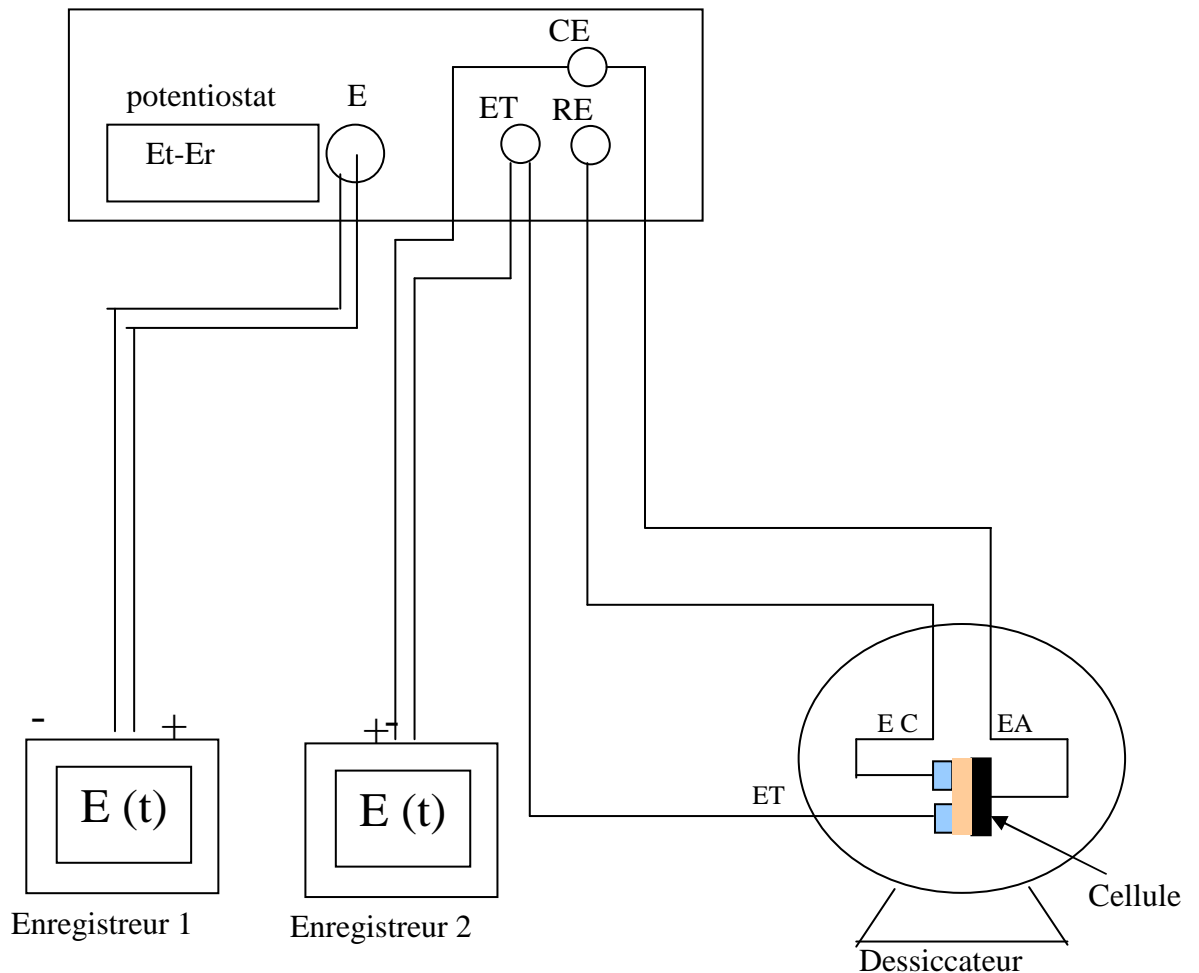 CE
potentiostat E
ET RE
Et-Er
E C EA
ET
- +
+-
E (t)
E (t)
Cellule
Enregistreur 1
Enregistreur 2
Dessiccateur